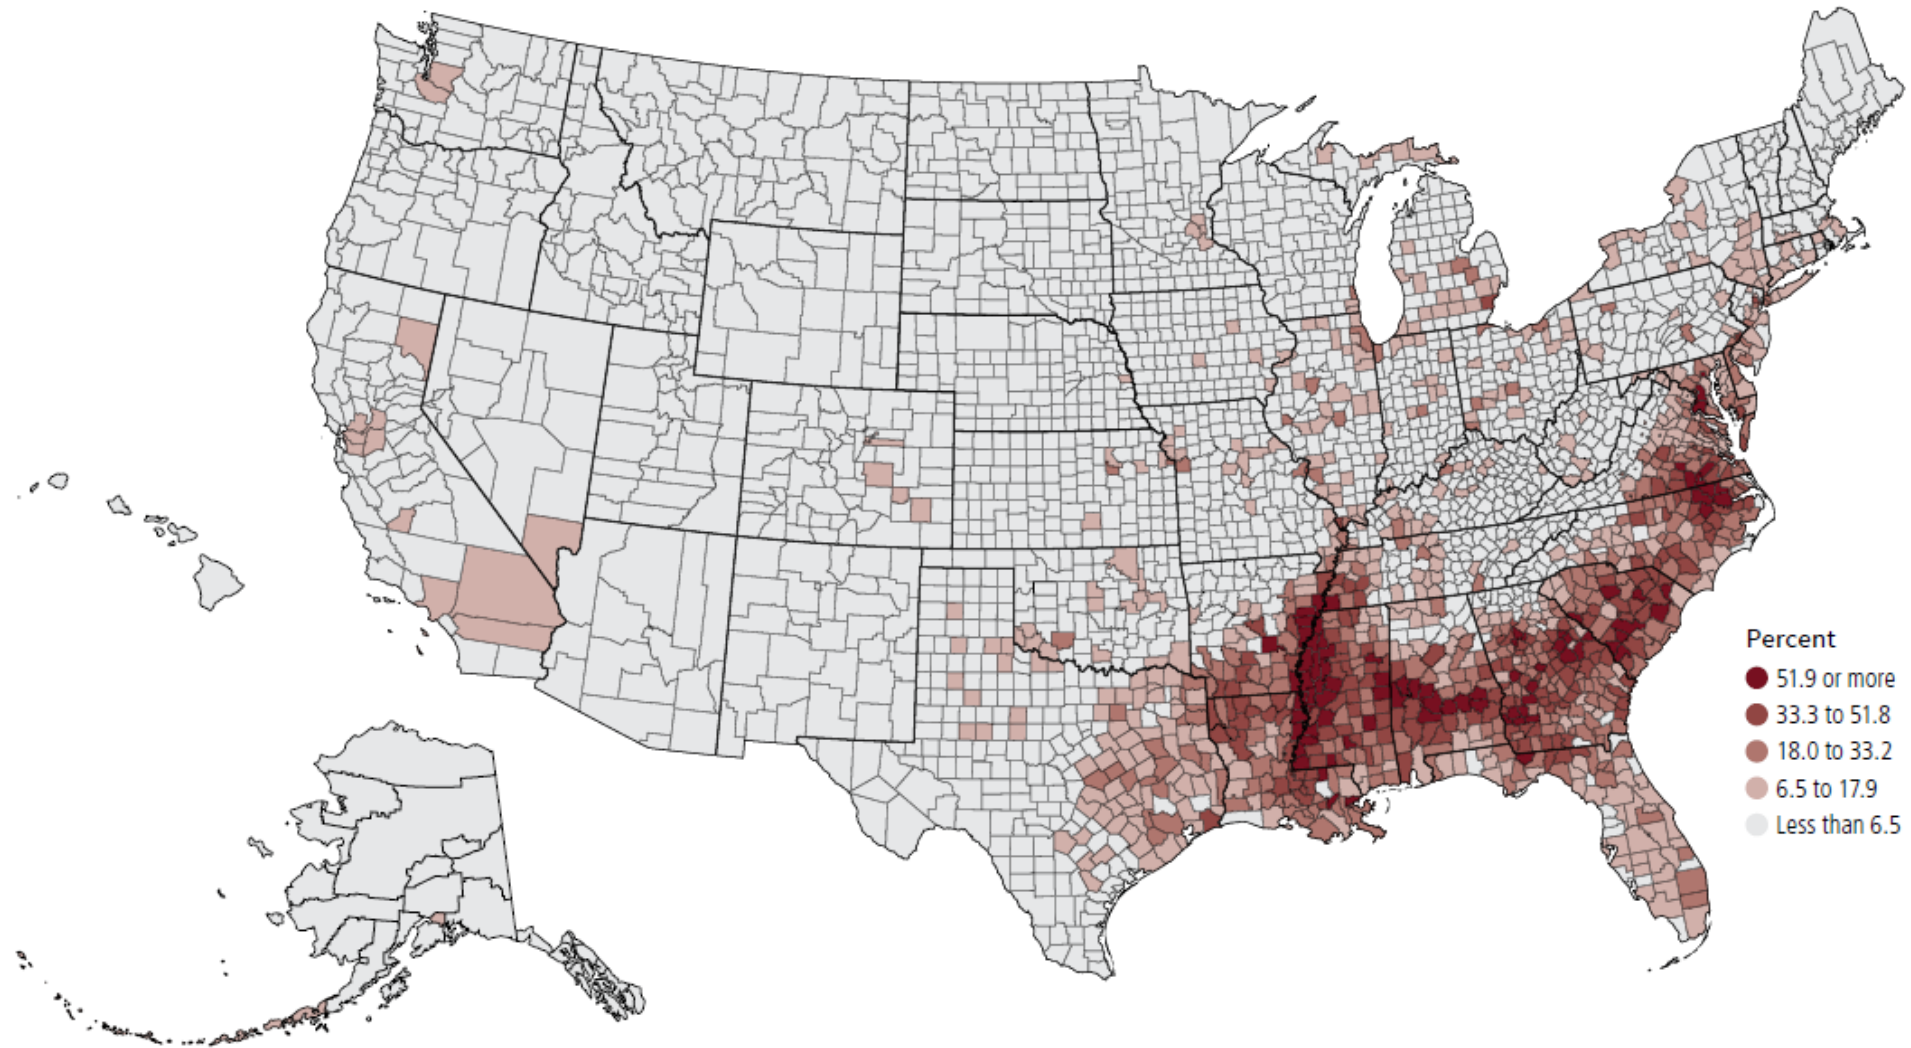 Percent
51.9 or more
33.3 to 51.8
18.0 to 33.2
6.5 to 17.9
Less than 6.5